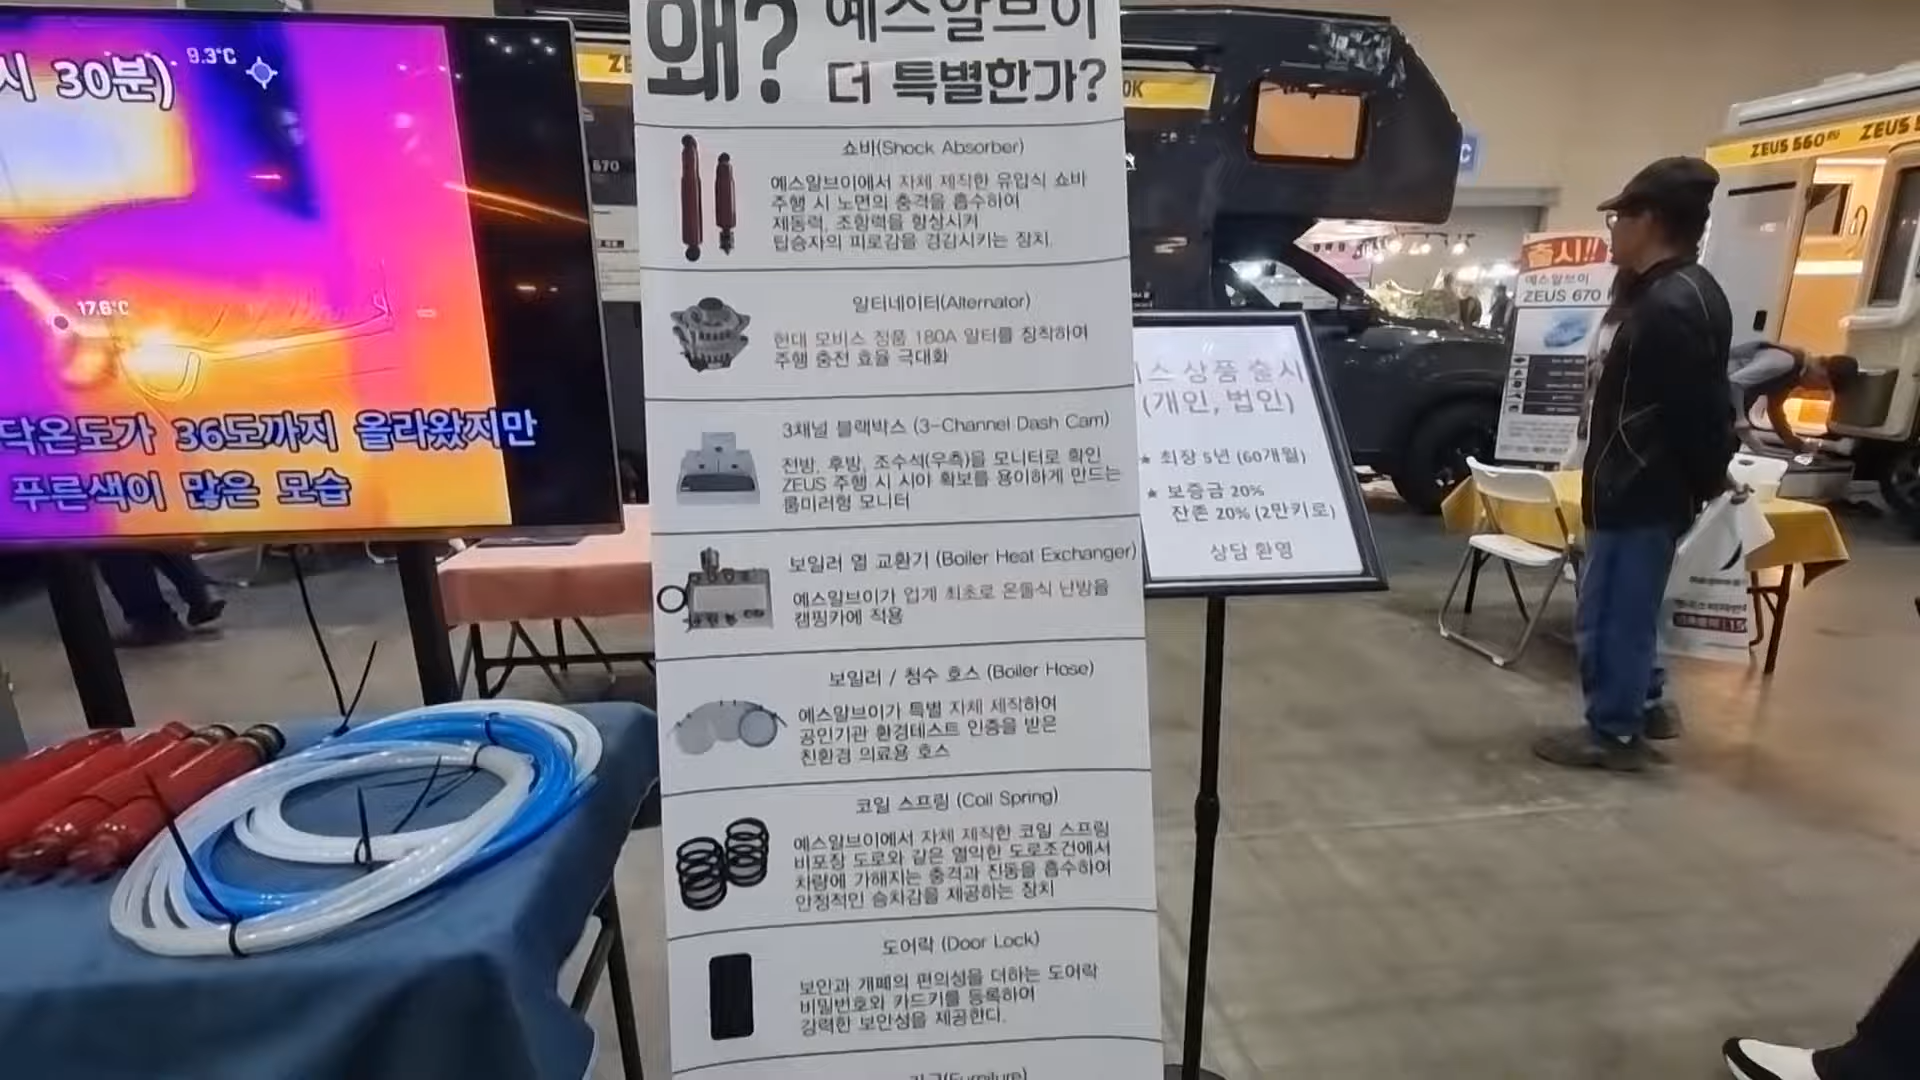 시 30분)
9.3°C
17.6°C
닥온도가 36도까지 올라왔지만
푸른색이 많은 모습
왜? 예스알브이
더 특별한가?
쇼바(Shock Absorber)
예스알브이에서 자체 제작한 유압식 쇼바
주행 시 노면의 충격을 흡수하여
제동력, 조향력을 향상시켜
탑승자의 피로감을 경감시키는 장치.
알터네이터(Alternator)
현대 모비스 정품 180A 알터를 장착하여
주행 충전 효율 극대화
3채널 블랙박스 (3-Channel Dash Cam)
전방, 후방, 조수석(우측)을 모니터로 확인
ZEUS 주행 시 시야 확보를 용이하게 만드는
룸미러형 모니터
보일러 열 교환기 (Boiler Heat Exchanger)
예스알브이가 업계 최초로 온돌식 난방을
캠핑카에 적용
보일러 / 청수 호스 (Boiler Hose)
예스알브이가 특별 자체 제작하여
공인기관 환경테스트 인증을 받은
친환경 의료용 호스
코일 스프링 (Coil Spring)
예스알브이에서 자체 제작한 코일 스프링
비포장 도로와 같은 열악한 도로조건에서
차량에 가해지는 충격과 진동을 흡수하여
안정적인 승차감을 제공하는 장치
도어락 (Door Lock)
보안과 개폐의 편의성을 더하는 도어락
비밀번호와 카드키를 등록하여
강력한 보안성을 제공한다.
가구(Furniture)
스 상품 출시
(개인, 법인)
★ 최장 5년 (60개월)
★ 보증금 20%
잔존 20% (2만키로)
상담 환영
출시!!
예스알브이
ZEUS 670
ZEUS 560
ZEUS
670